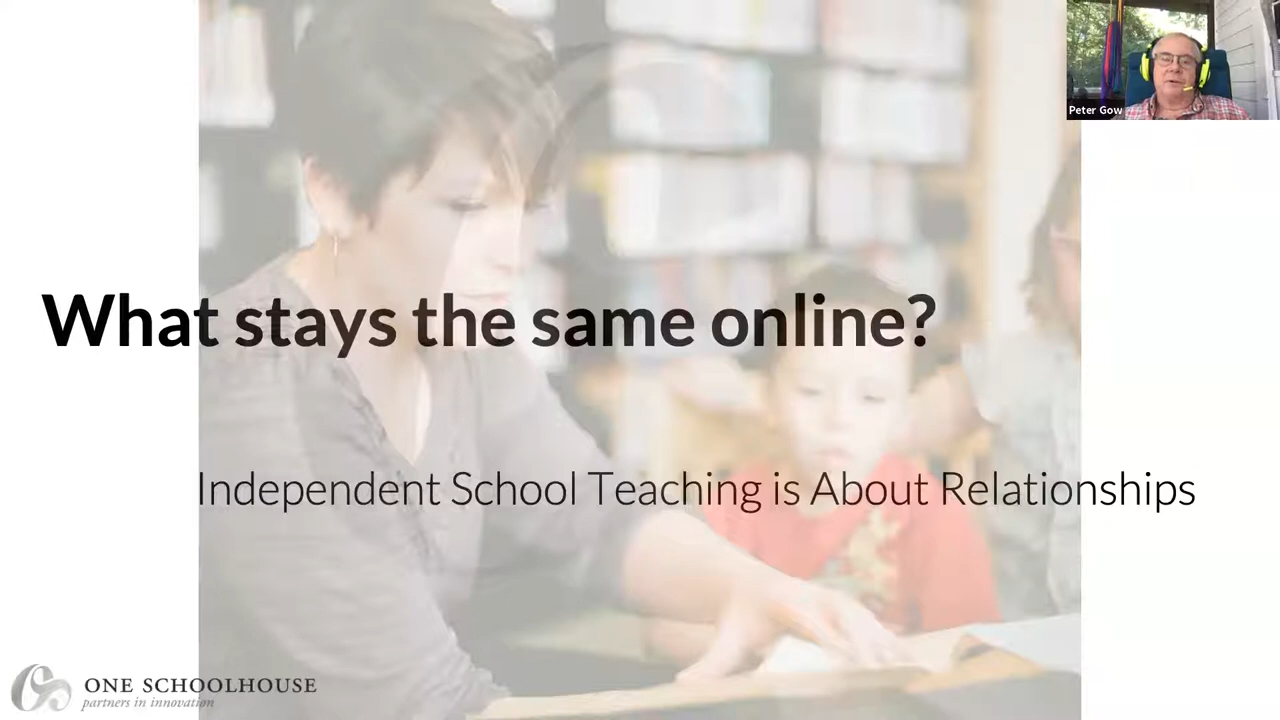 Peter Gow
What stays the same online?
Independent School Teaching is About Relationships
ONE SCHOOLHOUSE
partners in innovation